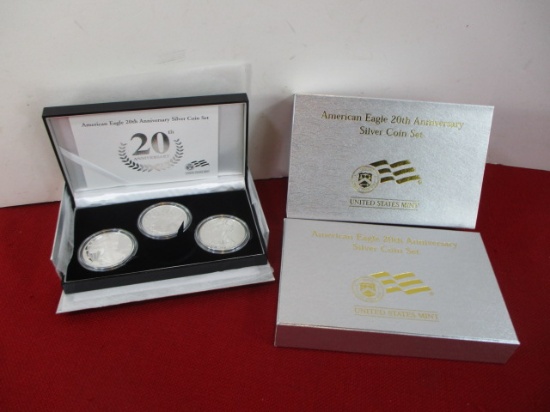 American Eagle 20th Anniversary Silver Coin Set
20th
American Eagle 20th Anniversary
Silver Coin Set
UNITED STATES MINT
American Eagle 20th Anniversary
Silver Coin Set
UNITED STATES MINT